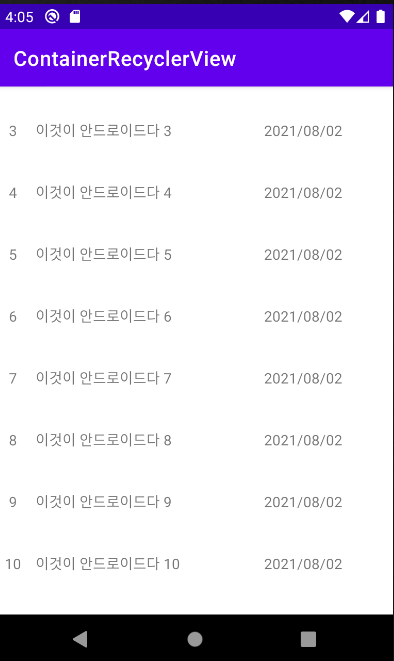 4:05
ContainerRecyclerView
3 이것이 안드로이드다 3 2021/08/02
4 이것이 안드로이드다 4 2021/08/02
5 이것이 안드로이드다 5 2021/08/02
6 이것이 안드로이드다 6 2021/08/02
7 이것이 안드로이드다 7 2021/08/02
8 이것이 안드로이드다 8 2021/08/02
9 이것이 안드로이드다 9 2021/08/02
10 이것이 안드로이드다 10 2021/08/02